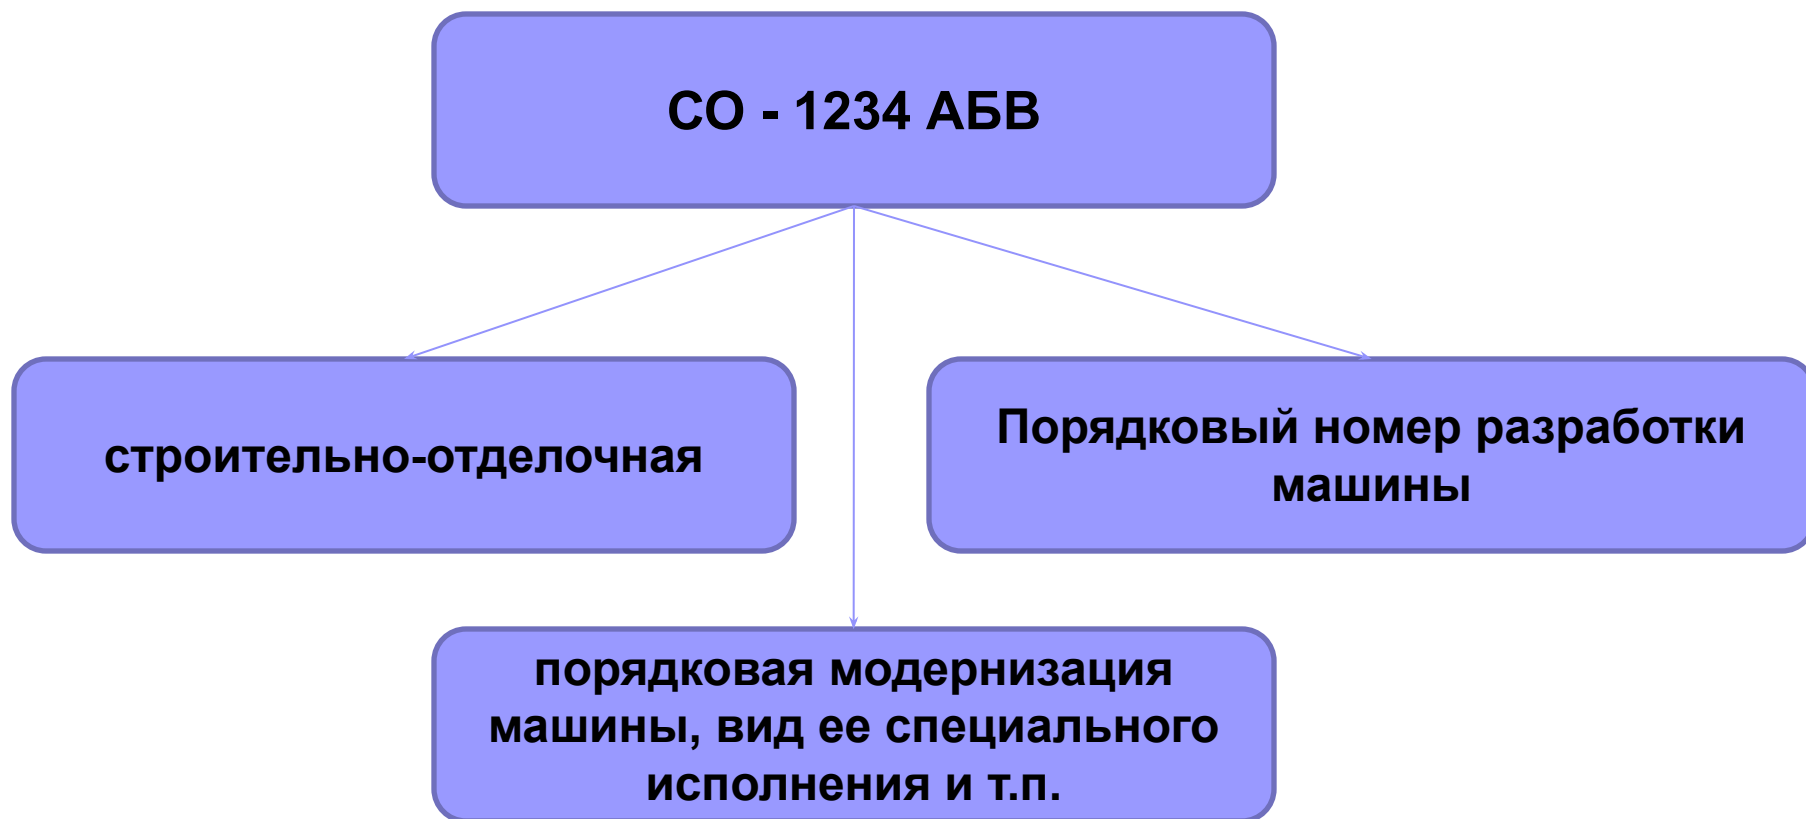 СО - 1234 АБВ
строительно-отделочная
Порядковый номер разработки
машины
порядковая модернизация
машины, вид ее специального
исполнения и т.п.